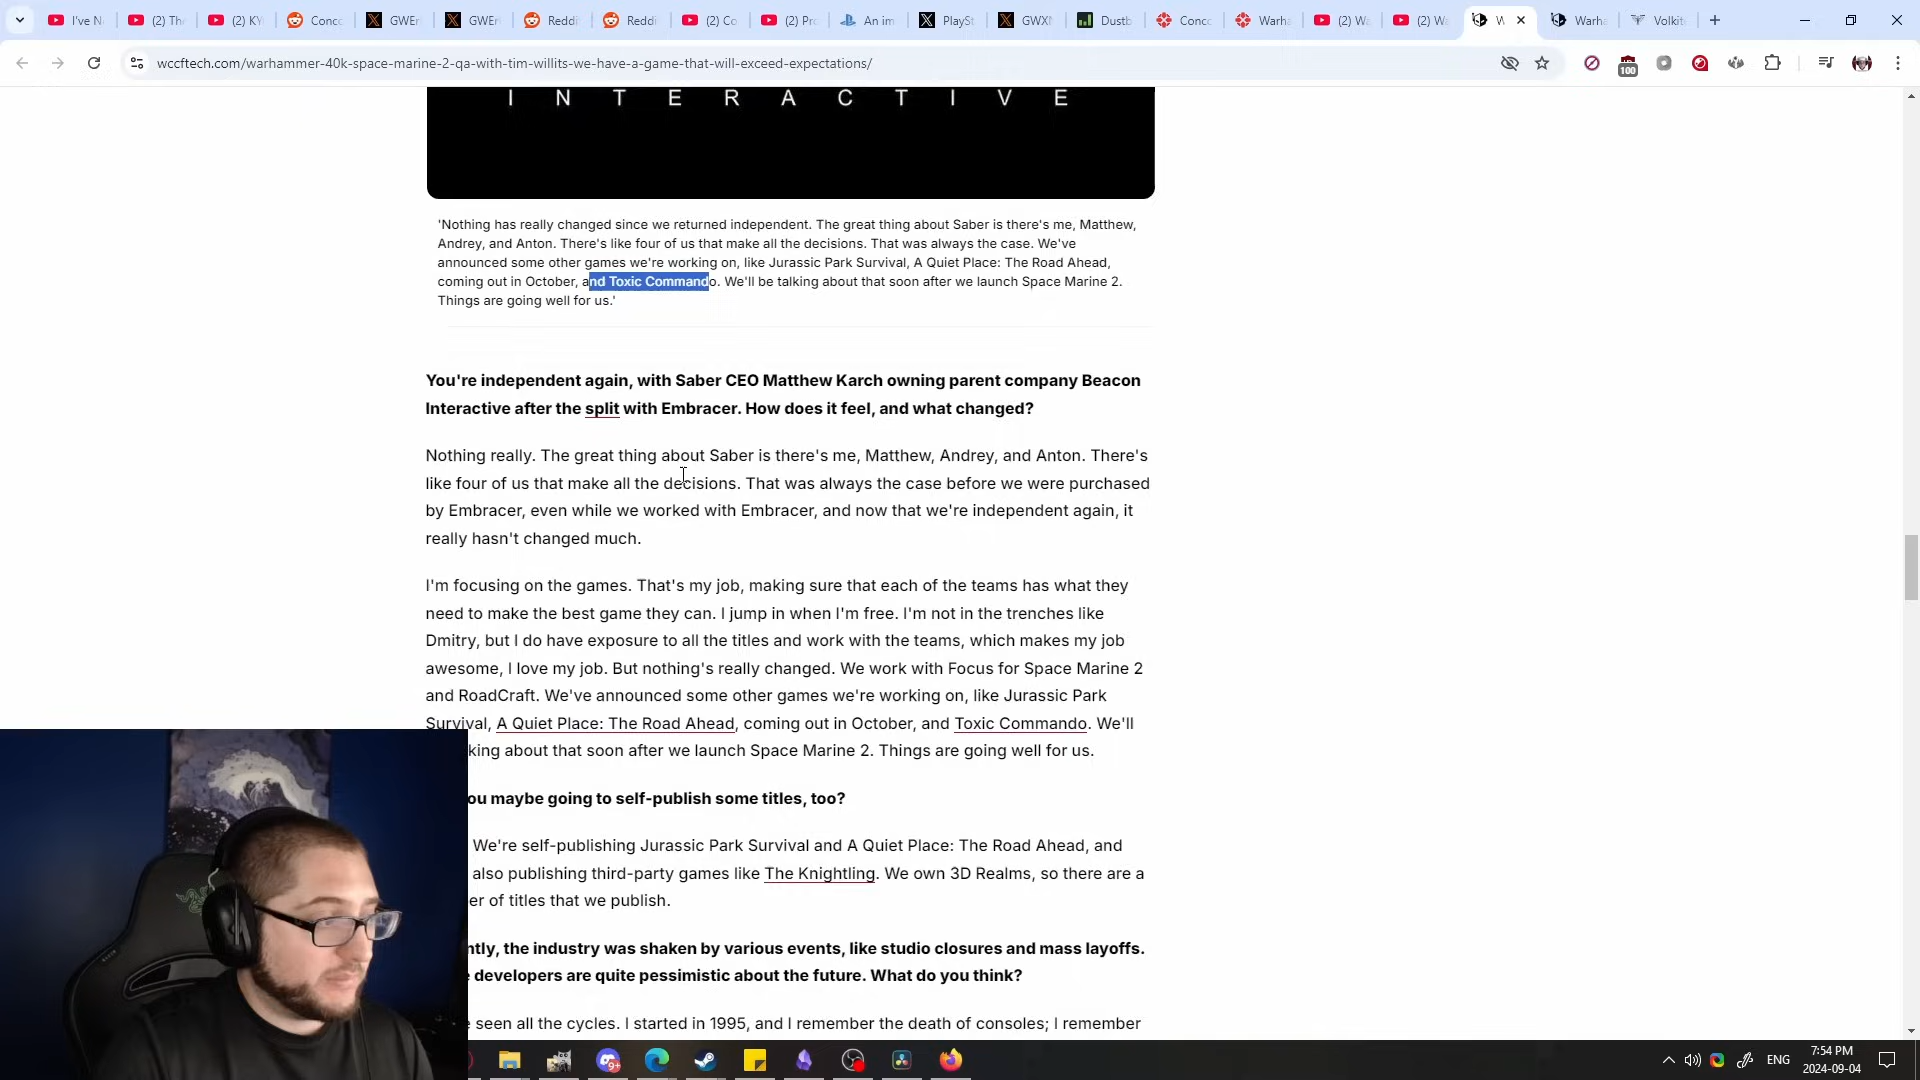 I've N
(2) Th
(2) KY
Conc
GWEr
GWEr
Reddi
Reddi
(2) Co
(2) Pr
An im
PlaySt
GWXN
Dustb
Conc
Warha
(2) Wa
(2) Wa
W
Warha
Volkit
wccftech.com/warhammer-40k-space-marine-2-qa-with-tim-willits-we-have-a-game-that-will-exceed-expectations/
100
INTERACTIVE
'Nothing has really changed since we returned independent. The great thing about Saber is there's me, Matthew,
Andrey, and Anton. There's like four of us that make all the decisions. That was always the case. We've
announced some other games we're working on, like Jurassic Park Survival, A Quiet Place: The Road Ahead,
coming out in October, and Toxic Commando. We'll be talking about that soon after we launch Space Marine 2.
Things are going well for us.'
You're independent again, with Saber CEO Matthew Karch owning parent company Beacon
Interactive after the split with Embracer. How does it feel, and what changed?
Nothing really. The great thing about Saber is there's me, Matthew, Andrey, and Anton. There's
like four of us that make all the decisions. That was always the case before we were purchased
by Embracer, even while we worked with Embracer, and now that we're independent again, it
really hasn't changed much.
I'm focusing on the games. That's my job, making sure that each of the teams has what they
need to make the best game they can. I jump in when I'm free. I'm not in the trenches like
Dmitry, but I do have exposure to all the titles and work with the teams, which makes my job
awesome, I love my job. But nothing's really changed. We work with Focus for Space Marine 2
and RoadCraft. We've announced some other games we're working on, like Jurassic Park
Survival, A Quiet Place: The Road Ahead, coming out in October, and Toxic Commando. We'll
king about that soon after we launch Space Marine 2. Things are going well for us.
ou maybe going to self-publish some titles, too?
We're self-publishing Jurassic Park Survival and A Quiet Place: The Road Ahead, and
also publishing third-party games like The Knightling. We own 3D Realms, so there are a
er of titles that we publish.
ntly, the industry was shaken by various events, like studio closures and mass layoffs.
e developers are quite pessimistic about the future. What do you think?
e seen all the cycles. I started in 1995, and I remember the death of consoles; I remember
9+
ENG
7:54 PM
2024-09-04